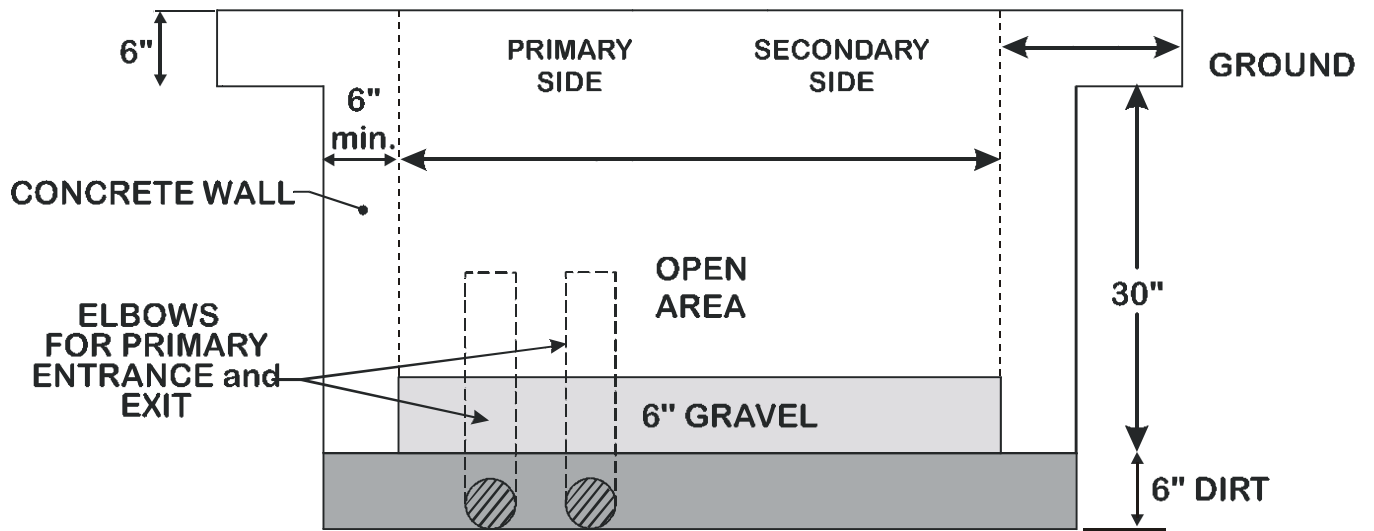 6"
PRIMARY
SIDE
SECONDARY
SIDE
GROUND
6"
min.
CONCRETE WALL
OPEN
AREA
30"
ELBOWS
FOR PRIMARY
ENTRANCE and
EXIT
6" GRAVEL
6" DIRT